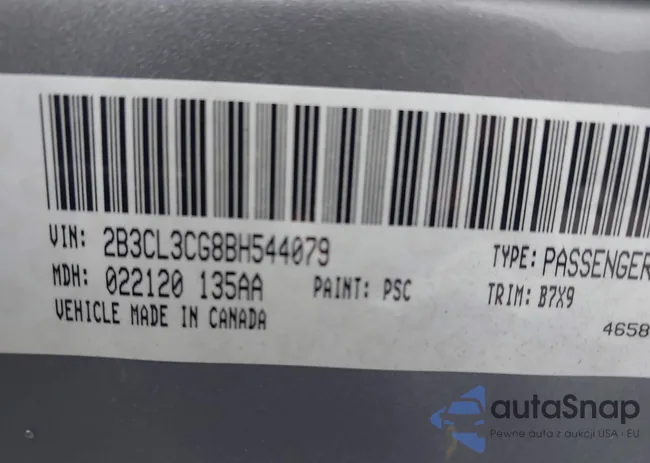 VIN: 2B3CL3CG8BH544079
TYPE: PASSENGER
MDH: 022120 135AA
PAINT: PSC
TRIM: B7X9
VEHICLE MADE IN CANADA
4658
autaSnap
Pewne auta z aukcji USA i EU